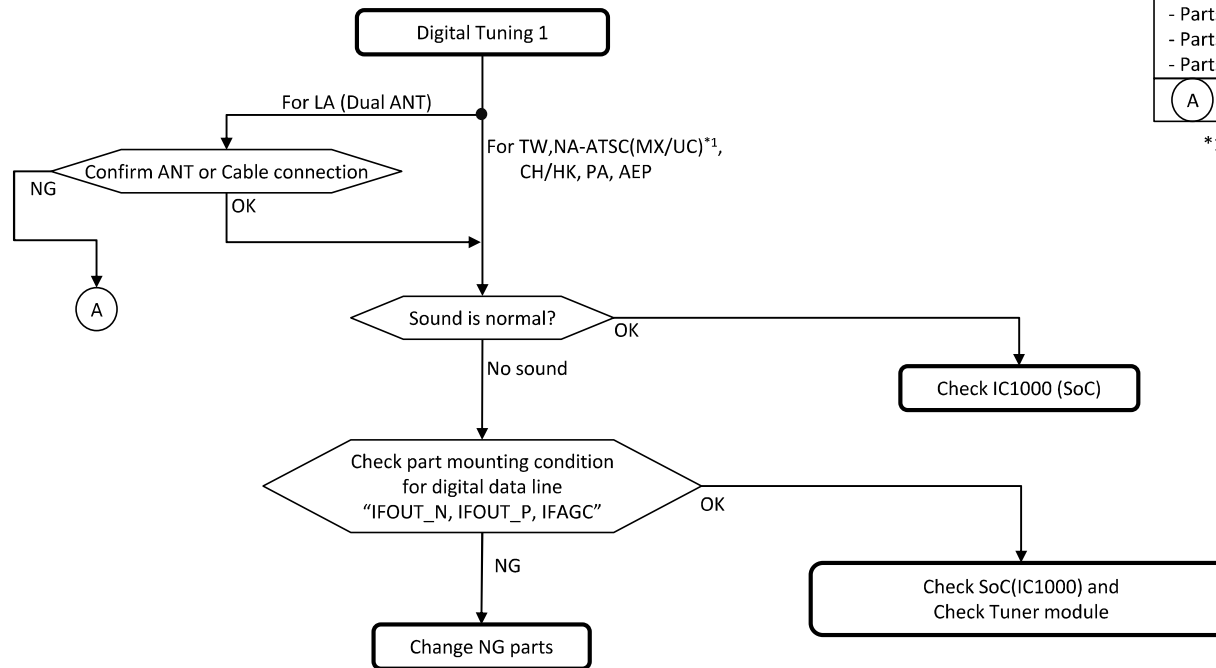 Digital Tuning 1
- Part
- Part
- Part
A
*
For LA (Dual ANT)
For TW,NA-ATSC(MX/UC)*1,
CH/HK, PA, AEP
Confirm ANT or Cable connection
NG
OK
A
Sound is normal?
OK
No sound
Check IC1000 (SoC)
Check part mounting condition
for digital data line
“IFOUT_N, IFOUT_P, IFAGC”
OK
NG
Check SoC(IC1000) and
Check Tuner module
Change NG parts